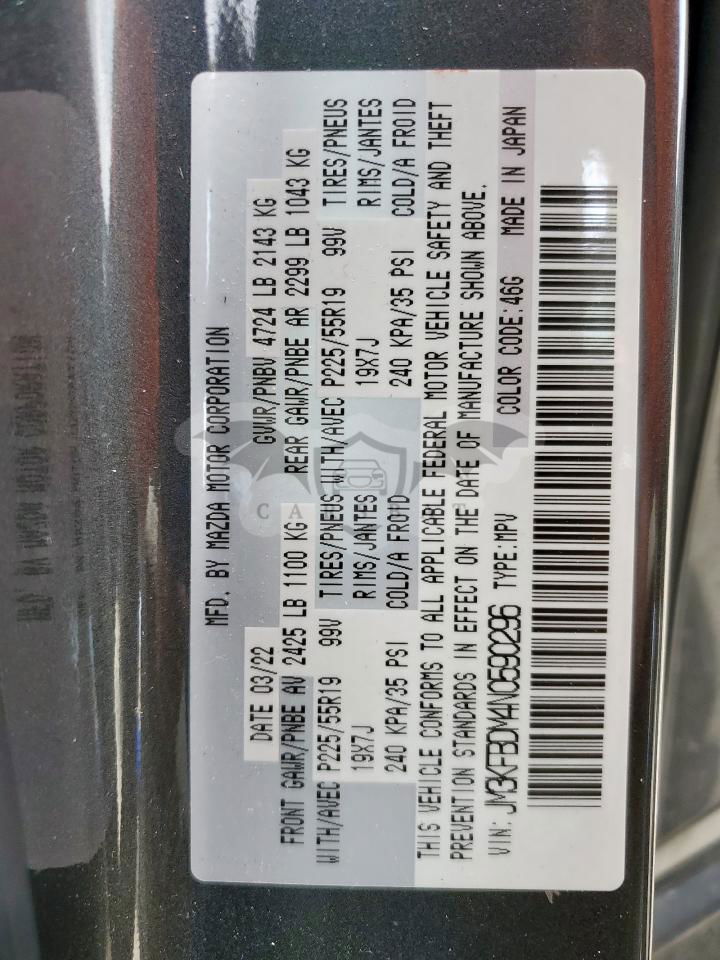 MFD. BY MAZDA MOTOR CORPORATION
DATE 03/22 GVWR/PNBV 4724 LB 2143 KG
FRONT GAWR/PNBE AV 2425 LB 1100 KG REAR GAWR/PNBE AR 2299 LB 1043 KG
WITH/AVEC P225/55R19 99V TIRES/PNEUS WITH/AVEC P225/55R19 99V TIRES/PNEUS
19X7J RIMS/JANTES 19X7J RIMS/JANTES
240 KPA/35 PSI COLD/A FROID 240 KPA/35 PSI COLD/A FROID
THIS VEHICLE CONFORMS TO ALL APPLICABLE FEDERAL MOTOR VEHICLE SAFETY AND THEFT
PREVENTION STANDARDS IN EFFECT ON THE DATE OF MANUFACTURE SHOWN ABOVE.
VIN: JM3KFBDM4N0590296 TYPE:MPV COLOR CODE:46G MADE IN JAPAN